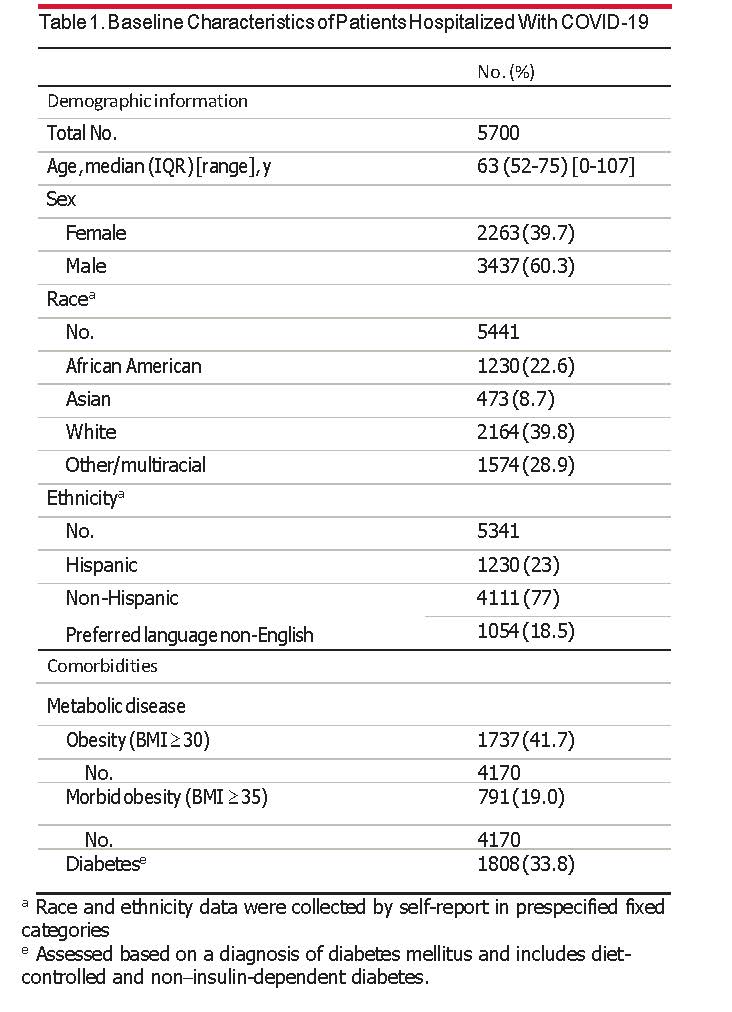 Table 1. Baseline Characteristics of Patients Hospitalized With COVID-19
No. (%)
Demographic information
Total No. 5700
Age, median (IQR) [range], y 63 (52-75) [0-107]
Sex
Female 2263 (39.7)
Male 3437 (60.3)
Raceᵃ
No. 5441
African American 1230 (22.6)
Asian 473 (8.7)
White 2164 (39.8)
Other/multiracial 1574 (28.9)
Ethnicityᵃ
No. 5341
Hispanic 1230 (23)
Non-Hispanic 4111 (77)
Preferred language non-English 1054 (18.5)
Comorbidities
Metabolic disease
Obesity (BMI ≥ 30) 1737 (41.7)
No. 4170
Morbid obesity (BMI ≥ 35) 791 (19.0)
No. 4170
Diabetesᵉ 1808 (33.8)
ᵃ Race and ethnicity data were collected by self-report in prespecified fixed
categories
ᵉ Assessed based on a diagnosis of diabetes mellitus and includes diet-
controlled and non–insulin-dependent diabetes.